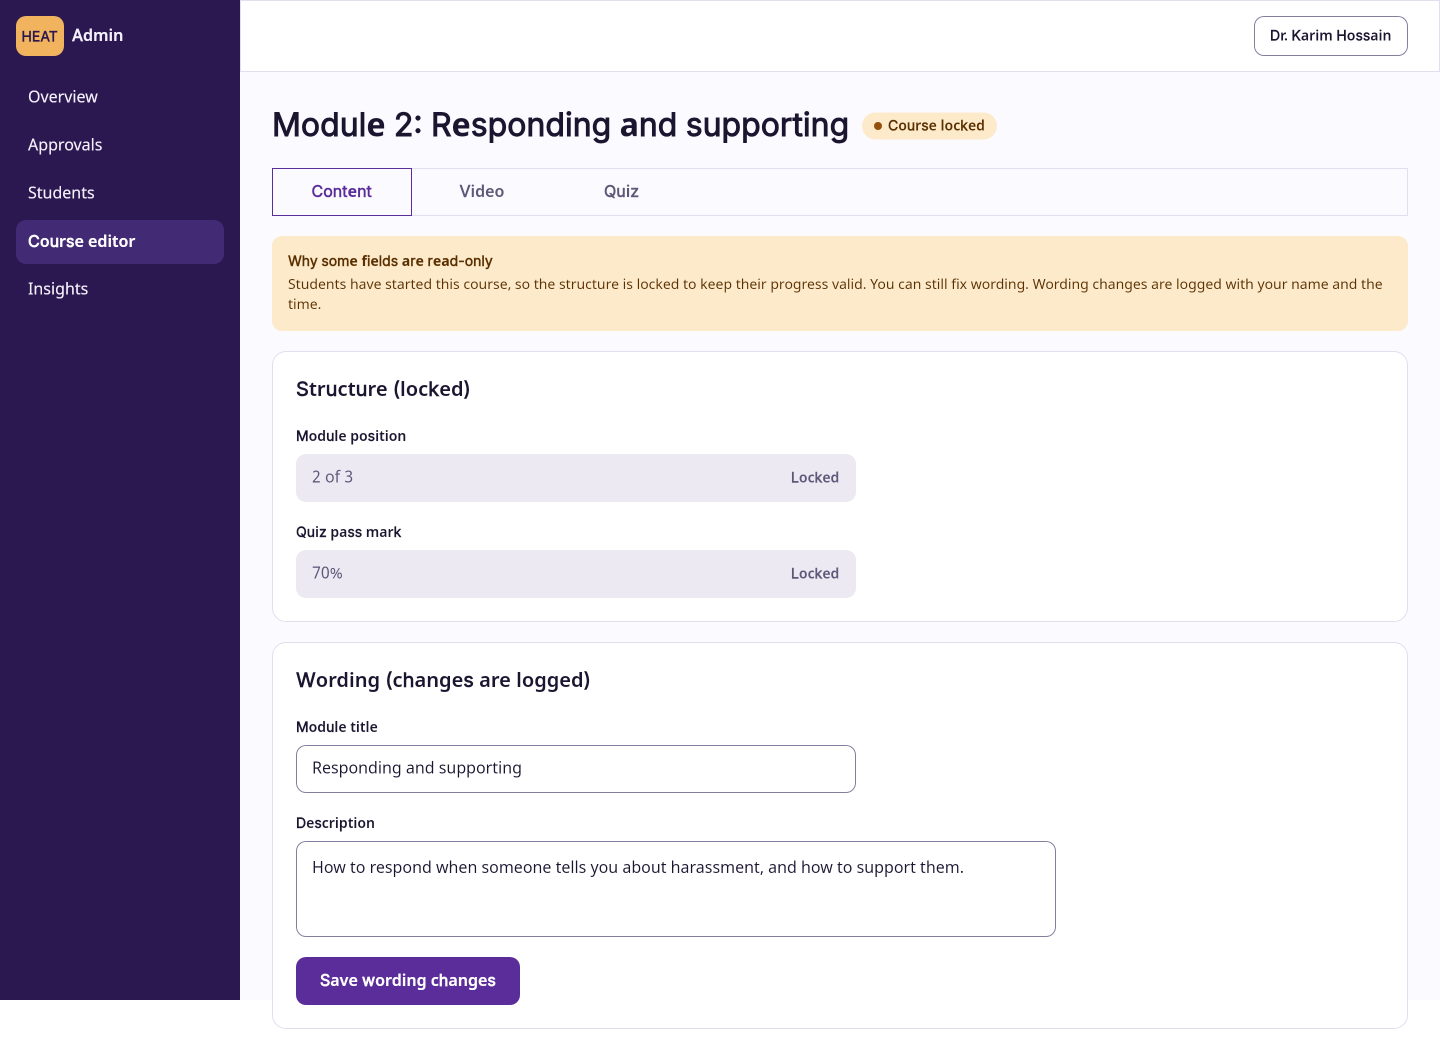 HEAT Admin
Dr. Karim Hossain
Overview
Approvals
Students
Course editor
Insights
Module 2: Responding and supporting
Course locked
Content
Video
Quiz
Why some fields are read-only
Students have started this course, so the structure is locked to keep their progress valid. You can still fix wording. Wording changes are logged with your name and the
time.
Structure (locked)
Module position
2 of 3
Locked
Quiz pass mark
70%
Locked
Wording (changes are logged)
Module title
Responding and supporting
Description
How to respond when someone tells you about harassment, and how to support them.
Save wording changes